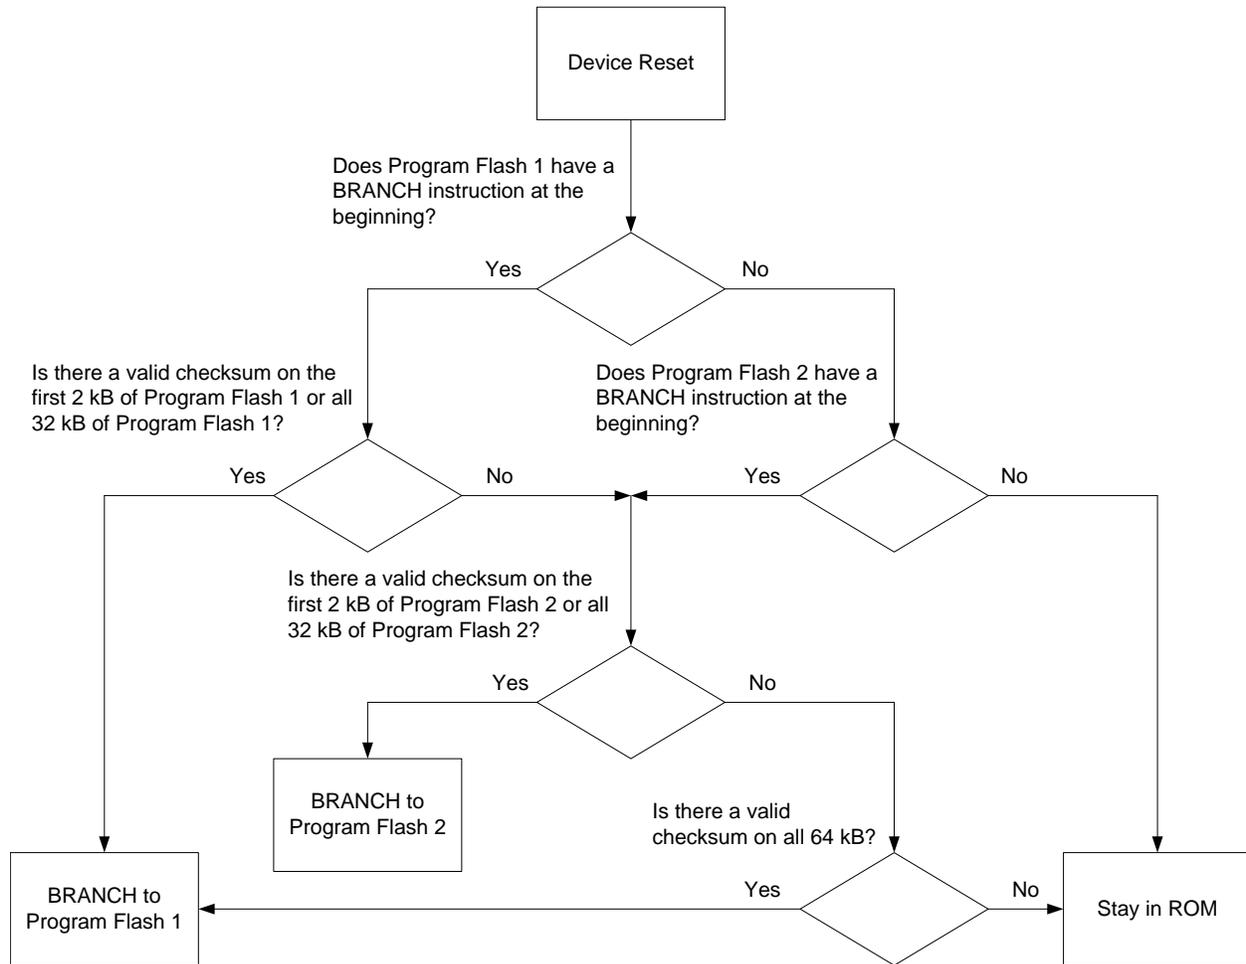 Device Reset
Does Program Flash 1 have a
BRANCH instruction at the
beginning?
Yes
No
Is there a valid checksum on the
first 2 kB of Program Flash 1 or all
32 kB of Program Flash 1?
Does Program Flash 2 have a
BRANCH instruction at the
beginning?
Yes
No
Yes
No
Is there a valid checksum on the
first 2 kB of Program Flash 2 or all
32 kB of Program Flash 2?
Yes
No
BRANCH to
Program Flash 2
Is there a valid
checksum on all 64 kB?
Yes
No
BRANCH to
Program Flash 1
Stay in ROM